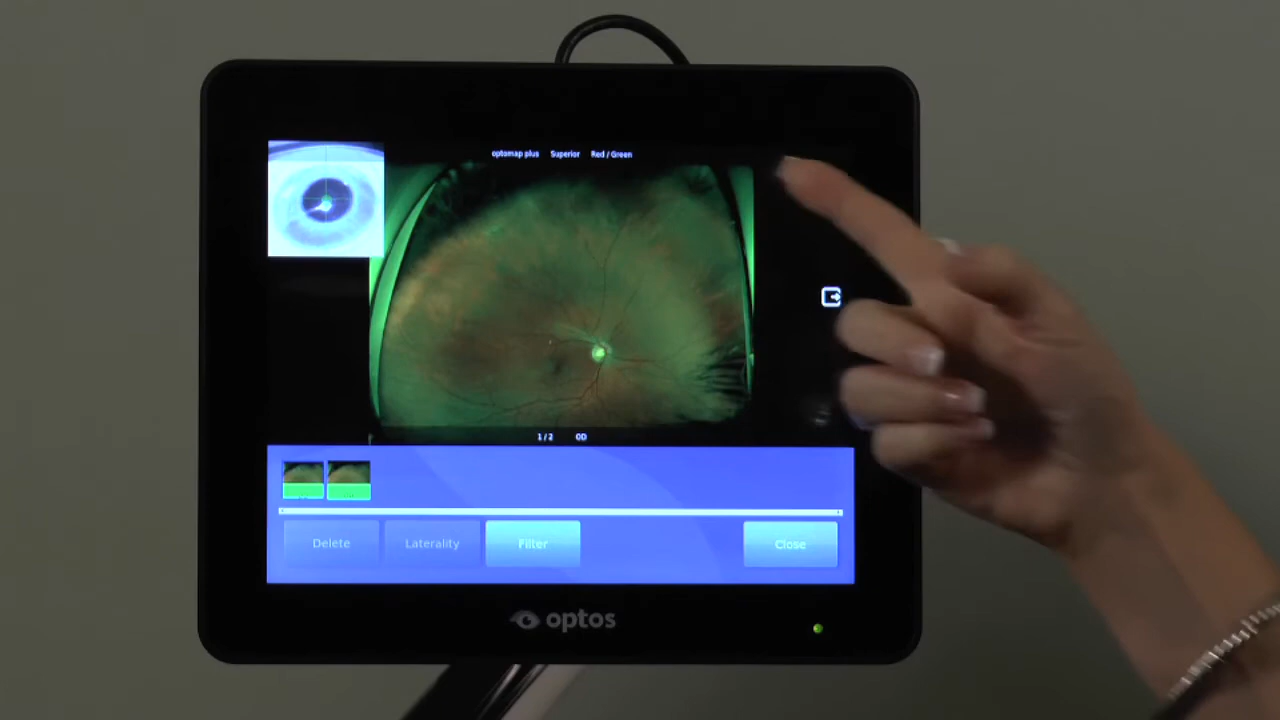 optomap plus Superior Red / Green
1 / 2 OD
Delete Laterality Filter Close
optos